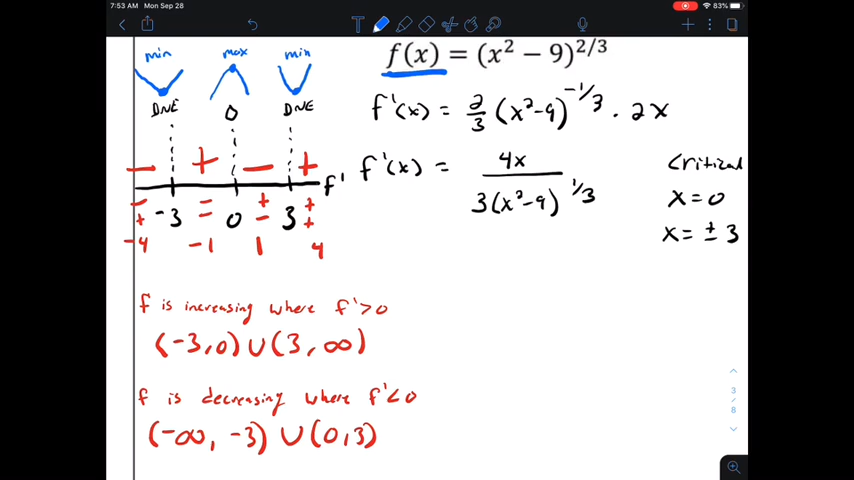 7:53 AM Mon Sep 28
83%
T
f(x) = (x² − 9)^{2/3}
min max min
DNE 0 DNE
f'(x) = 2/3 (x²-9)^{-1/3} · 2x
− + − + f'
f'(x) = 4x / 3(x²-9)^{1/3}
-3 0 3
− − + +
+ − − +
-4 -1 1 4
critical
x = 0
x = ± 3
f is increasing where f' > 0
(-3, 0) ∪ (3, ∞)
f is decreasing where f' < 0
(-∞, -3) ∪ (0, 3)
3
/
8